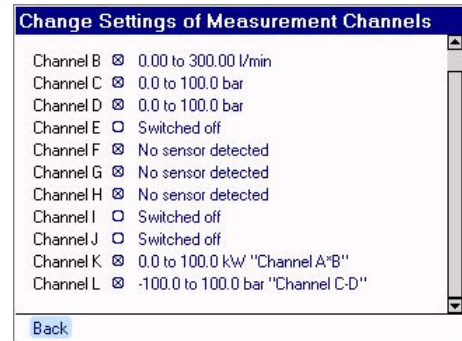 Change Settings of Measurement Channels
Channel B 0.00 to 300.00 l/min
Channel C 0.0 to 100.0 bar
Channel D 0.0 to 100.0 bar
Channel E Switched off
Channel F No sensor detected
Channel G No sensor detected
Channel H No sensor detected
Channel I Switched off
Channel J Switched off
Channel K 0.0 to 100.0 kW "Channel A*B"
Channel L -100.0 to 100.0 bar "Channel C-D"
Back